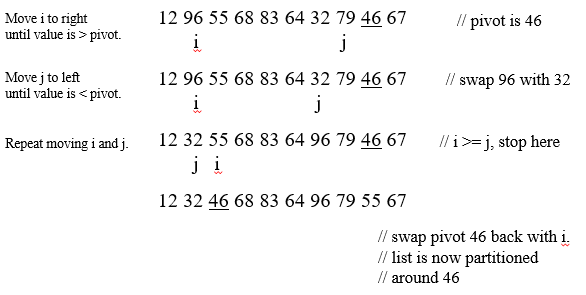 Move i to right
until value is > pivot.
12 96 55 68 83 64 32 79 46 67 // pivot is 46
i j
Move j to left
until value is < pivot.
12 96 55 68 83 64 32 79 46 67 // swap 96 with 32
i j
Repeat moving i and j.
12 32 55 68 83 64 96 79 46 67 // i >= j, stop here
j i
12 32 46 68 83 64 96 79 55 67
// swap pivot 46 back with i.
// list is now partitioned
// around 46